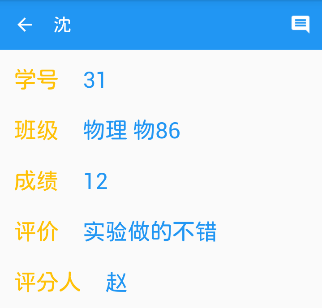 沈
学号 31
班级 物理 物86
成绩 12
评价 实验做的不错
评分人 赵